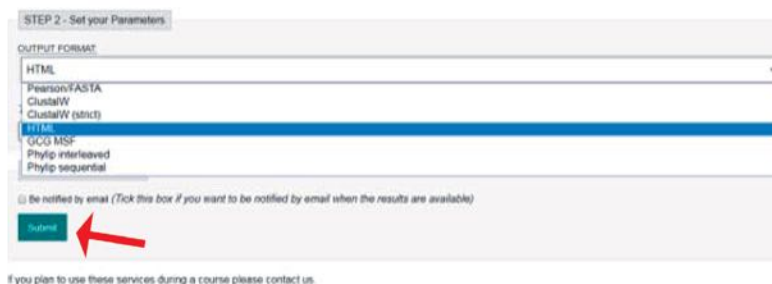 STEP 2 - Set your Parameters
OUTPUT FORMAT
HTML
Pearson/FASTA
ClustalW
ClustalW (strict)
HTML
GCG MSF
Phylip interleaved
Phylip sequential
Be notified by email (Tick this box if you want to be notified by email when the results are available)
Submit
If you plan to use these services during a course please contact us.